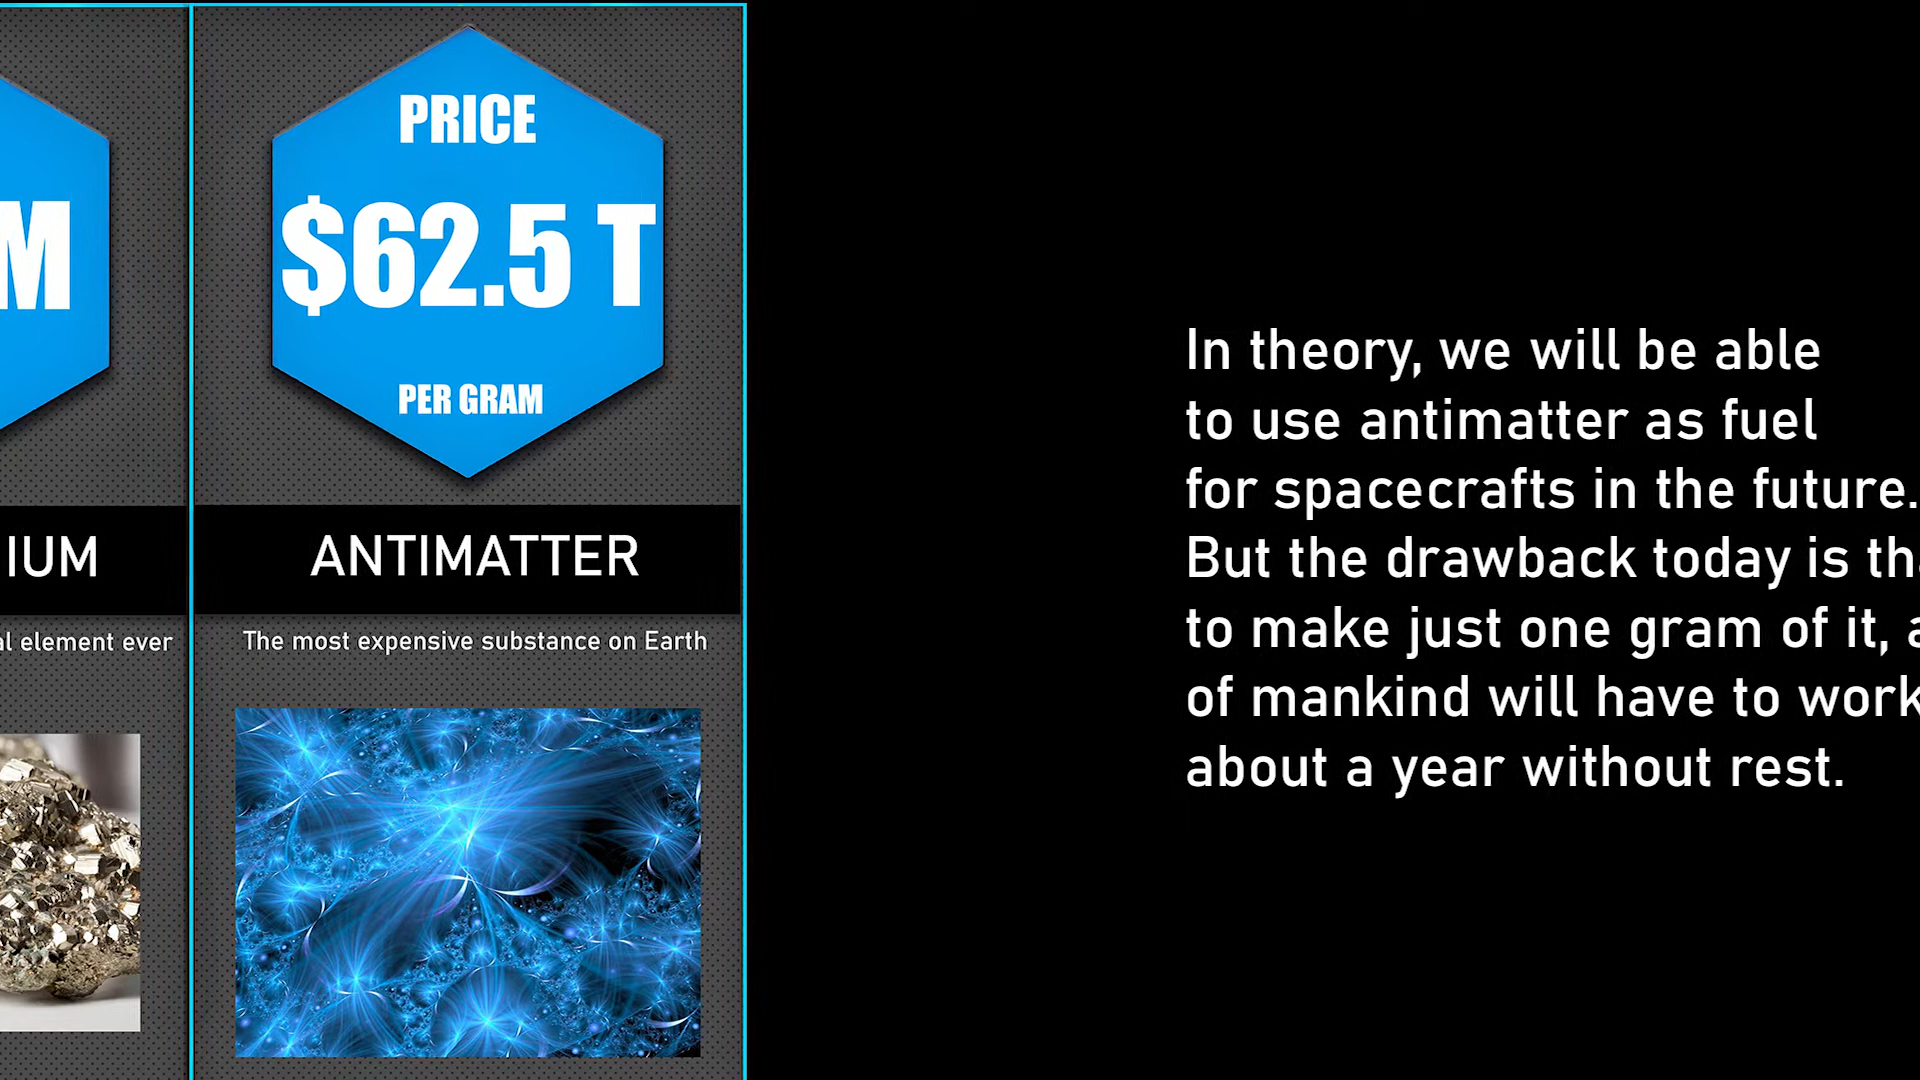 M
IUM
al element ever
PRICE
$62.5 T
PER GRAM
ANTIMATTER
The most expensive substance on Earth
In theory, we will be able
to use antimatter as fuel
for spacecrafts in the future.
But the drawback today is
to make just one gram of it,
of mankind will have to work
about a year without rest.